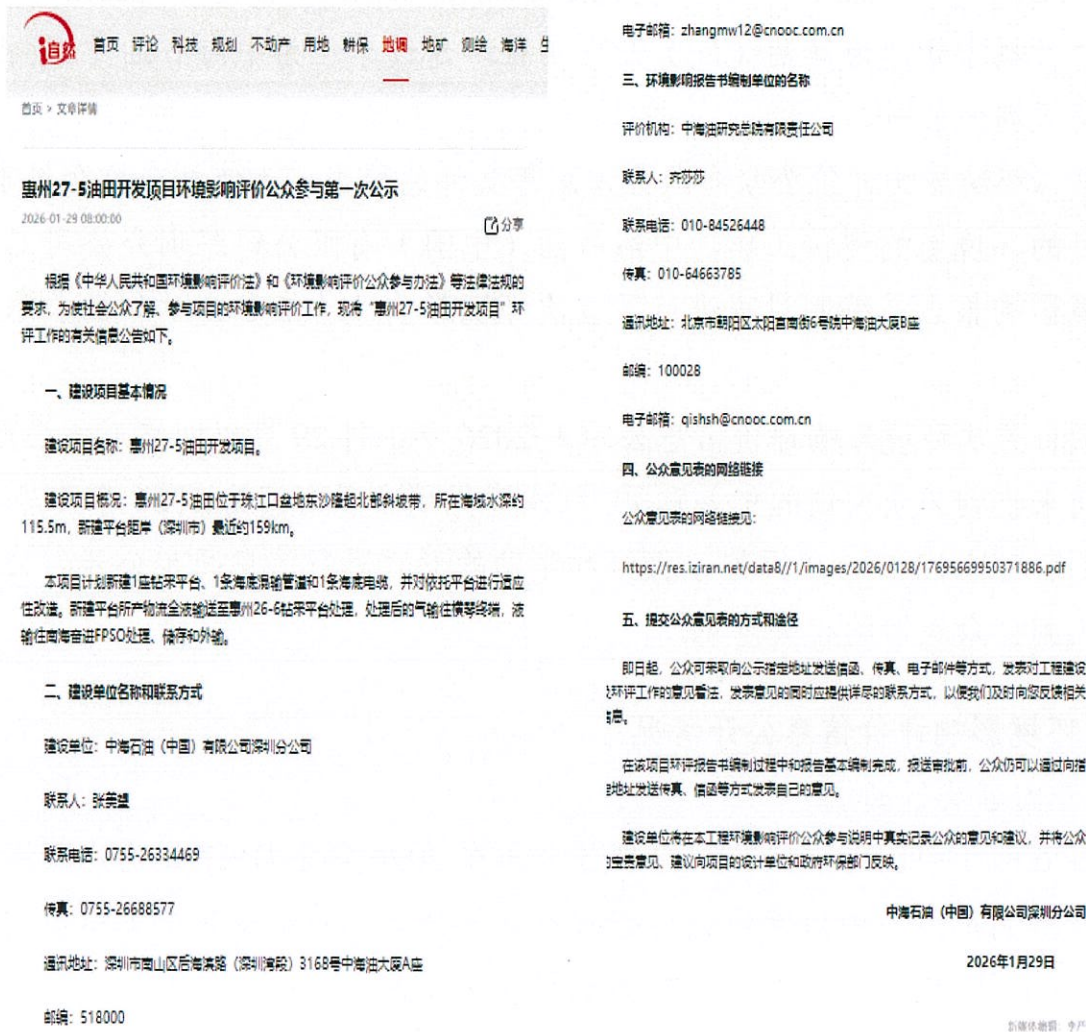 i自然
首页 评论 科技 规划 不动产 用地 耕保 地调 地矿 测绘 海洋
首页 > 文章详情
惠州27-5油田开发项目环境影响评价公众参与第一次公示
2026-01-29 08:00:00
分享
根据《中华人民共和国环境影响评价法》和《环境影响评价公众参与办法》等法律法规的
要求，为使社会公众了解、参与项目的环境影响评价工作，现将“惠州27-5油田开发项目”环
评工作的有关信息公告如下。
一、建设项目基本情况
建设项目名称：惠州27-5油田开发项目。
建设项目概况：惠州27-5油田位于珠江口盆地东沙隆起北部斜坡带，所在海域水深约
115.5m，新建平台距岸（深圳市）最近约159km。
本项目计划新建1座钻采平台、1条海底混输管道和1条海底电缆，并对依托平台进行适应
性改造。新建平台所产物流全液输送至惠州26-6钻采平台处理，处理后的气输往横琴终端，液
输往南海奋进FPSO处理、储存和外输。
二、建设单位名称和联系方式
建设单位：中海石油（中国）有限公司深圳分公司
联系人：张美望
联系电话：0755-26334469
传真：0755-26688577
通讯地址：深圳市南山区后海滨路（深圳湾段）3168号中海油大厦A座
邮编：518000
电子邮箱：zhangmw12@cnooc.com.cn
三、环境影响报告书编制单位的名称
评价机构：中海油研究总院有限责任公司
联系人：齐莎莎
联系电话：010-84526448
传真：010-64663785
通讯地址：北京市朝阳区太阳宫南街6号院中海油大厦B座
邮编：100028
电子邮箱：qishsh@cnooc.com.cn
四、公众意见表的网络链接
公众意见表的网络链接见：
https://res.iziran.net/data8//1/images/2026/0128/17695669950371886.pdf
五、提交公众意见表的方式和途径
即日起，公众可采取向公示指定地址发送信函、传真、电子邮件等方式，发表对工程建设
及环评工作的意见看法，发表意见的同时应提供详尽的联系方式，以便我们及时向您反馈相关
信息。
在该项目环评报告书编制过程中和报告基本编制完成，报送审批前，公众仍可以通过向指
定地址发送传真、信函等方式发表自己的意见。
建设单位将在本工程环境影响评价公众参与说明中真实记录公众的意见和建议，并将公众
的宝贵意见、建议向项目的设计单位和政府环保部门反映。
中海石油（中国）有限公司深圳分公司
2026年1月29日
新媒体编辑：